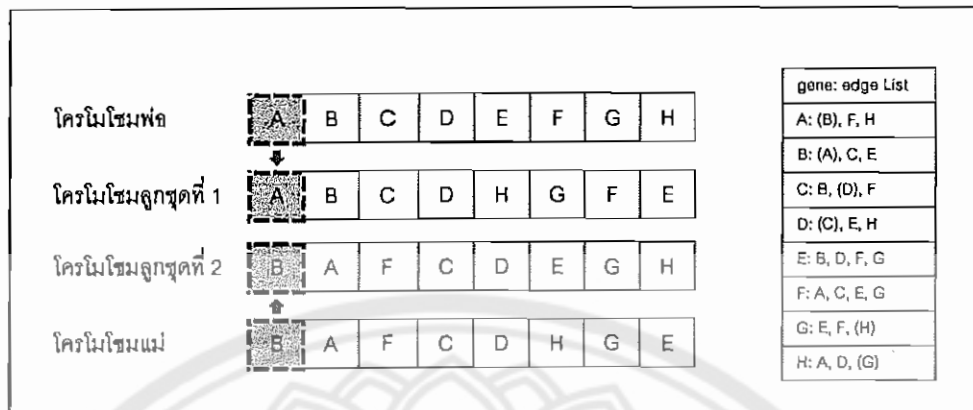 โครโมโซมพ่อ A B C D E F G H
โครโมโซมลูกชุดที่ 1 A B C D H G F E
โครโมโซมลูกชุดที่ 2 B A F C D E G H
โครโมโซมแม่ B A F C D H G E
gene: edge List
A: (B), F, H
B: (A), C, E
C: B, (D), F
D: (C), E, H
E: B, D, F, G
F: A, C, E, G
G: E, F, (H)
H: A, D, (G)